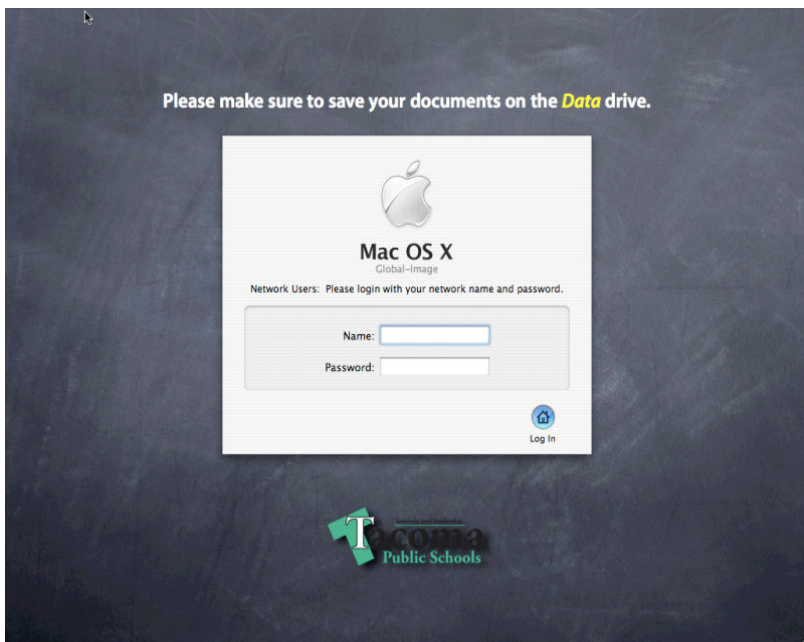 Please make sure to save your documents on the Data drive.
Mac OS X
Global-Image
Network Users: Please login with your network name and password.
Name:
Password:
Log In
Tacoma
Public Schools